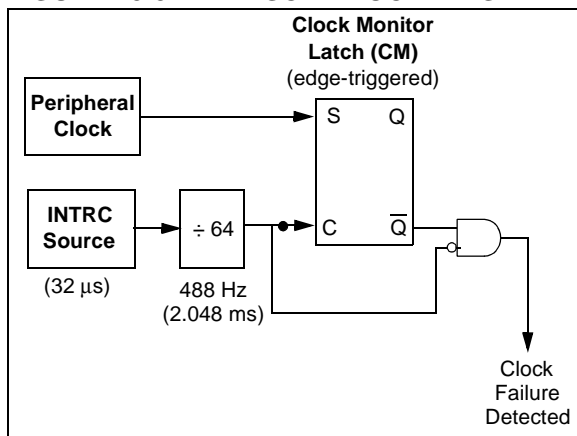 Clock Monitor
Latch (CM)
(edge-triggered)
Peripheral
Clock
S Q
INTRC
Source
÷ 64
C Q̅
(32 μs)
488 Hz
(2.048 ms)
Clock
Failure
Detected